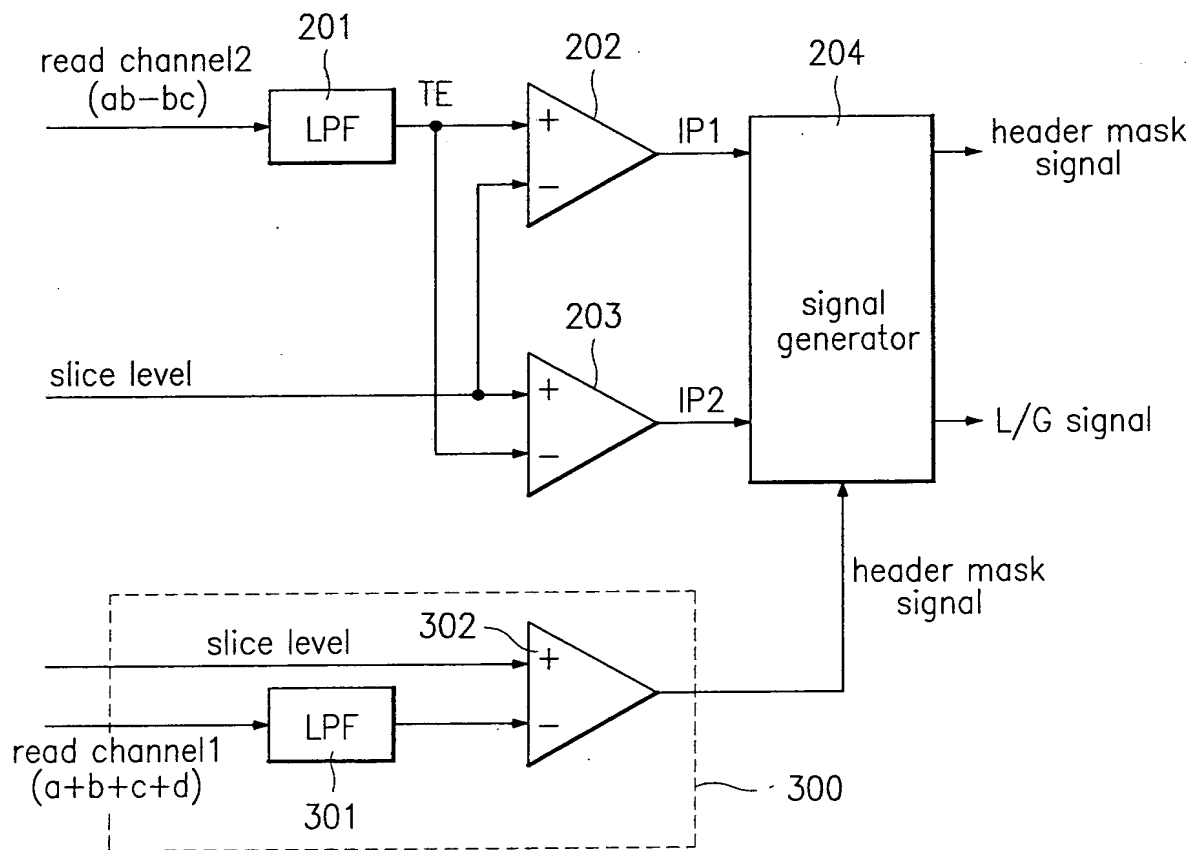 201
202
204
read channel2
(ab-bc)
LPF
TE
+
-
IP1
header mask
signal
203
signal
generator
slice level
+
-
IP2
L/G signal
header mask
signal
302
slice level
+
-
LPF
read channel1
(a+b+c+d)
301
300